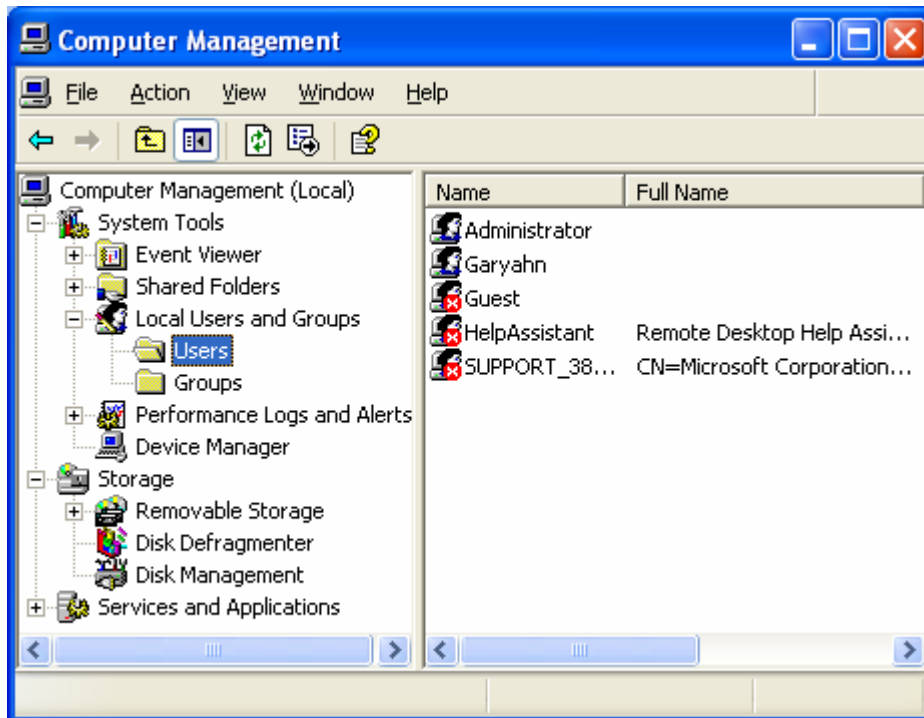 Computer Management
File Action View Window Help
Computer Management (Local)
System Tools
Event Viewer
Shared Folders
Local Users and Groups
Users
Groups
Performance Logs and Alerts
Device Manager
Storage
Removable Storage
Disk Defragmenter
Disk Management
Services and Applications
Name Full Name
Administrator
Garyahn
Guest
HelpAssistant Remote Desktop Help Assi...
SUPPORT_38... CN=Microsoft Corporation...